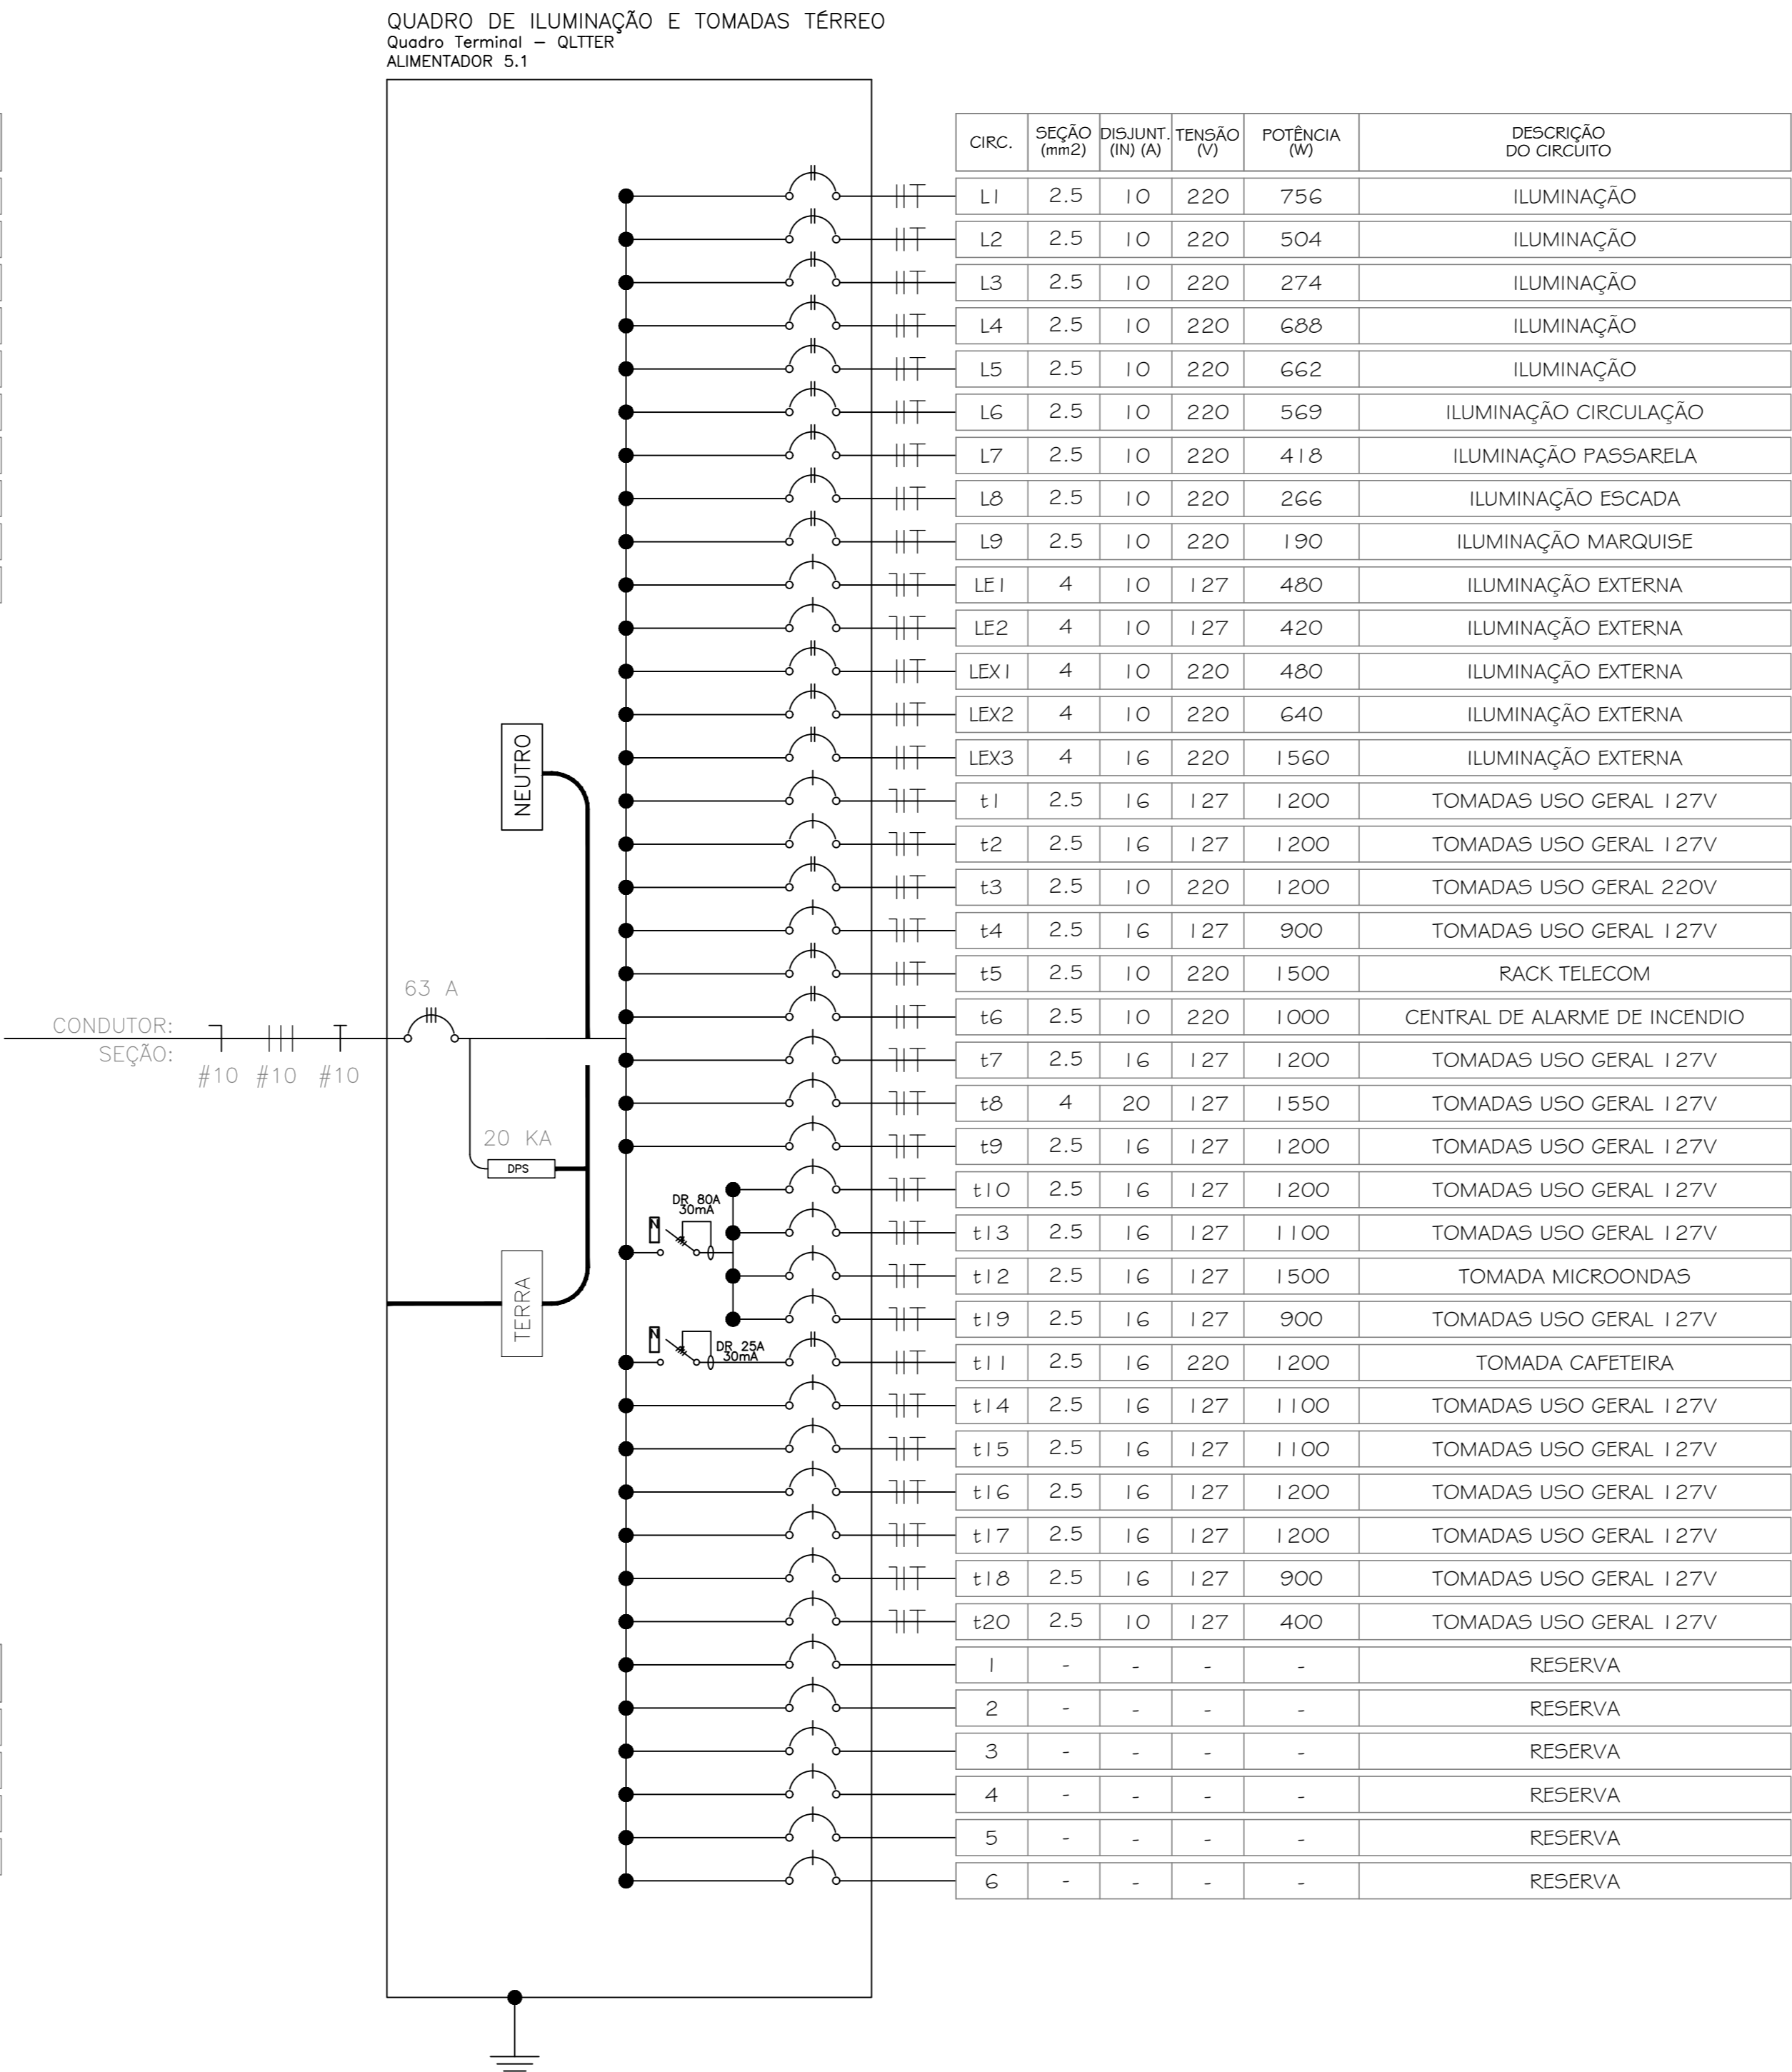 QUADRO DE ILUMINAÇÃO E TOMADAS TÉRREO
Quadro Terminal – QLTTER
ALIMENTADOR 5.1
CIRC. SEÇÃO (mm2) DISJUNT. (IN) (A) TENSÃO (V) POTÊNCIA (W) DESCRIÇÃO DO CIRCUITO
L1 2.5 10 220 756 ILUMINAÇÃO
L2 2.5 10 220 504 ILUMINAÇÃO
L3 2.5 10 220 274 ILUMINAÇÃO
L4 2.5 10 220 688 ILUMINAÇÃO
L5 2.5 10 220 662 ILUMINAÇÃO
L6 2.5 10 220 569 ILUMINAÇÃO CIRCULAÇÃO
L7 2.5 10 220 418 ILUMINAÇÃO PASSARELA
L8 2.5 10 220 266 ILUMINAÇÃO ESCADA
L9 2.5 10 220 190 ILUMINAÇÃO MARQUISE
LE1 4 10 127 480 ILUMINAÇÃO EXTERNA
LE2 4 10 127 420 ILUMINAÇÃO EXTERNA
LEX1 4 10 220 480 ILUMINAÇÃO EXTERNA
LEX2 4 10 220 640 ILUMINAÇÃO EXTERNA
LEX3 4 16 220 1560 ILUMINAÇÃO EXTERNA
t1 2.5 16 127 1200 TOMADAS USO GERAL 127V
t2 2.5 16 127 1200 TOMADAS USO GERAL 127V
t3 2.5 10 220 1200 TOMADAS USO GERAL 220V
t4 2.5 16 127 900 TOMADAS USO GERAL 127V
t5 2.5 10 220 1500 RACK TELECOM
t6 2.5 10 220 1000 CENTRAL DE ALARME DE INCENDIO
t7 2.5 16 127 1200 TOMADAS USO GERAL 127V
t8 4 20 127 1550 TOMADAS USO GERAL 127V
t9 2.5 16 127 1200 TOMADAS USO GERAL 127V
t10 2.5 16 127 1200 TOMADAS USO GERAL 127V
t13 2.5 16 127 1100 TOMADAS USO GERAL 127V
t12 2.5 16 127 1500 TOMADA MICROONDAS
t19 2.5 16 127 900 TOMADAS USO GERAL 127V
t11 2.5 16 220 1200 TOMADA CAFETEIRA
t14 2.5 16 127 1100 TOMADAS USO GERAL 127V
t15 2.5 16 127 1100 TOMADAS USO GERAL 127V
t16 2.5 16 127 1200 TOMADAS USO GERAL 127V
t17 2.5 16 127 1200 TOMADAS USO GERAL 127V
t18 2.5 16 127 900 TOMADAS USO GERAL 127V
t20 2.5 10 127 400 TOMADAS USO GERAL 127V
1 - - - - RESERVA
2 - - - - RESERVA
3 - - - - RESERVA
4 - - - - RESERVA
5 - - - - RESERVA
6 - - - - RESERVA
NEUTRO
63 A
CONDUTOR:
SEÇÃO:
#10 #10 #10
20 KA
DPS
TERRA
DR 80A
30mA
N
DR 25A
30mA
N